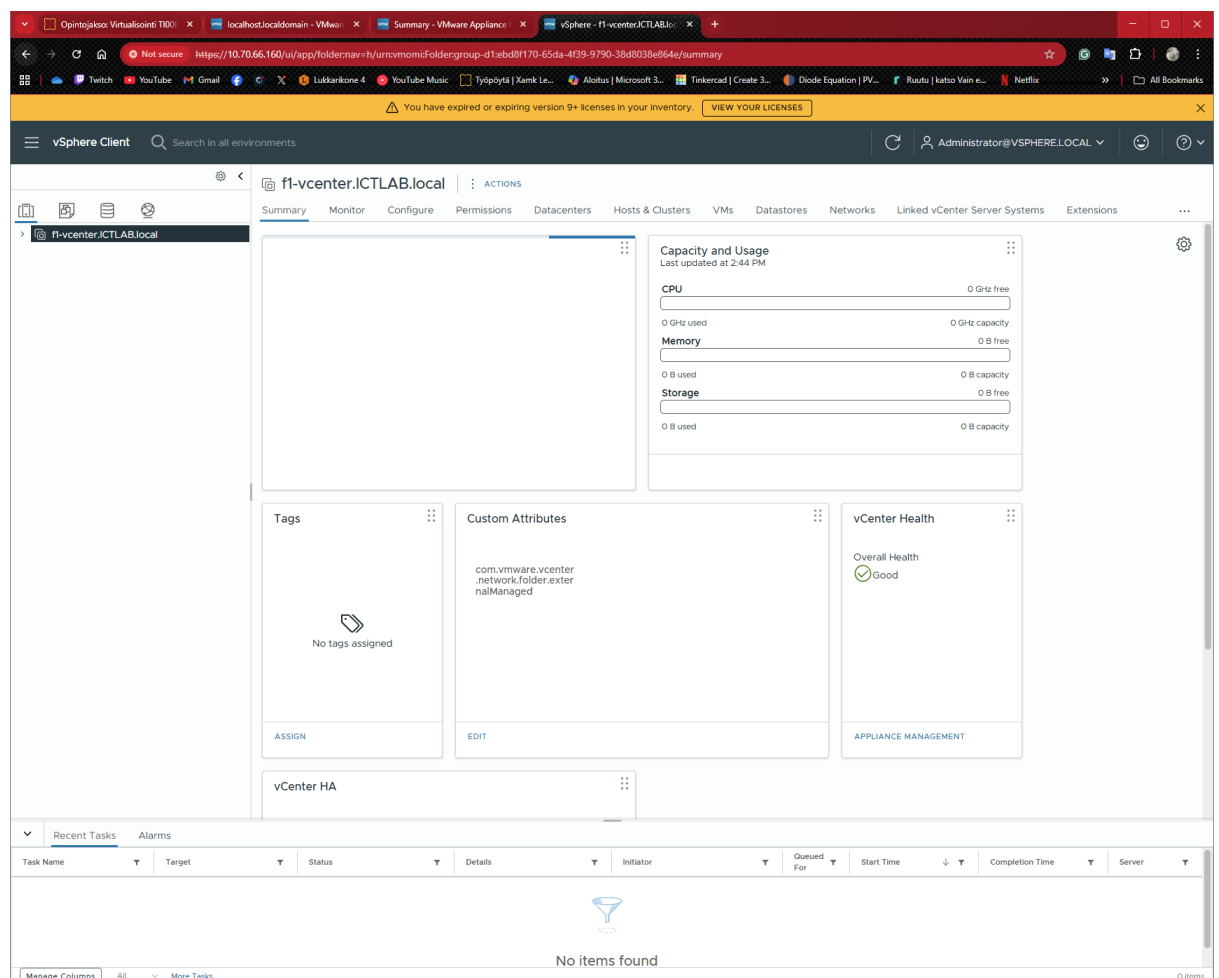 Opintojakso: Virtualisointi TI00E
localhost.localdomain - VMwar
Summary - VMware Appliance
vSphere - f1-vcenter.ICTLAB.loc
Not secure https://10.70.66.160/ui/app/folder;nav=h/urn:vmomi:Folder:group-d1:ebd8f170-65da-4f39-9790-38d8038e864e/summary
Twitch YouTube Gmail Lukkarikone 4 YouTube Music Työpöytä | Xamk Le... Aloitus | Microsoft 3... Tinkercad | Create 3... Diode Equation | PV... Ruutu | katso Vain e... Netflix » All Bookmarks
You have expired or expiring version 9+ licenses in your inventory. VIEW YOUR LICENSES
vSphere Client Search in all environments Administrator@VSPHERE.LOCAL
f1-vcenter.ICTLAB.local ACTIONS
Summary Monitor Configure Permissions Datacenters Hosts & Clusters VMs Datastores Networks Linked vCenter Server Systems Extensions ...
f1-vcenter.ICTLAB.local
Capacity and Usage
Last updated at 2:44 PM
CPU 0 GHz free
0 GHz used 0 GHz capacity
Memory 0 B free
0 B used 0 B capacity
Storage 0 B free
0 B used 0 B capacity
Tags
No tags assigned
ASSIGN
Custom Attributes
com.vmware.vcenter
.network.folder.exter
nalManaged
EDIT
vCenter Health
Overall Health
Good
APPLIANCE MANAGEMENT
vCenter HA
Recent Tasks Alarms
Task Name Target Status Details Initiator Queued For Start Time Completion Time Server
No items found
Manage Columns All More Tasks 0 items